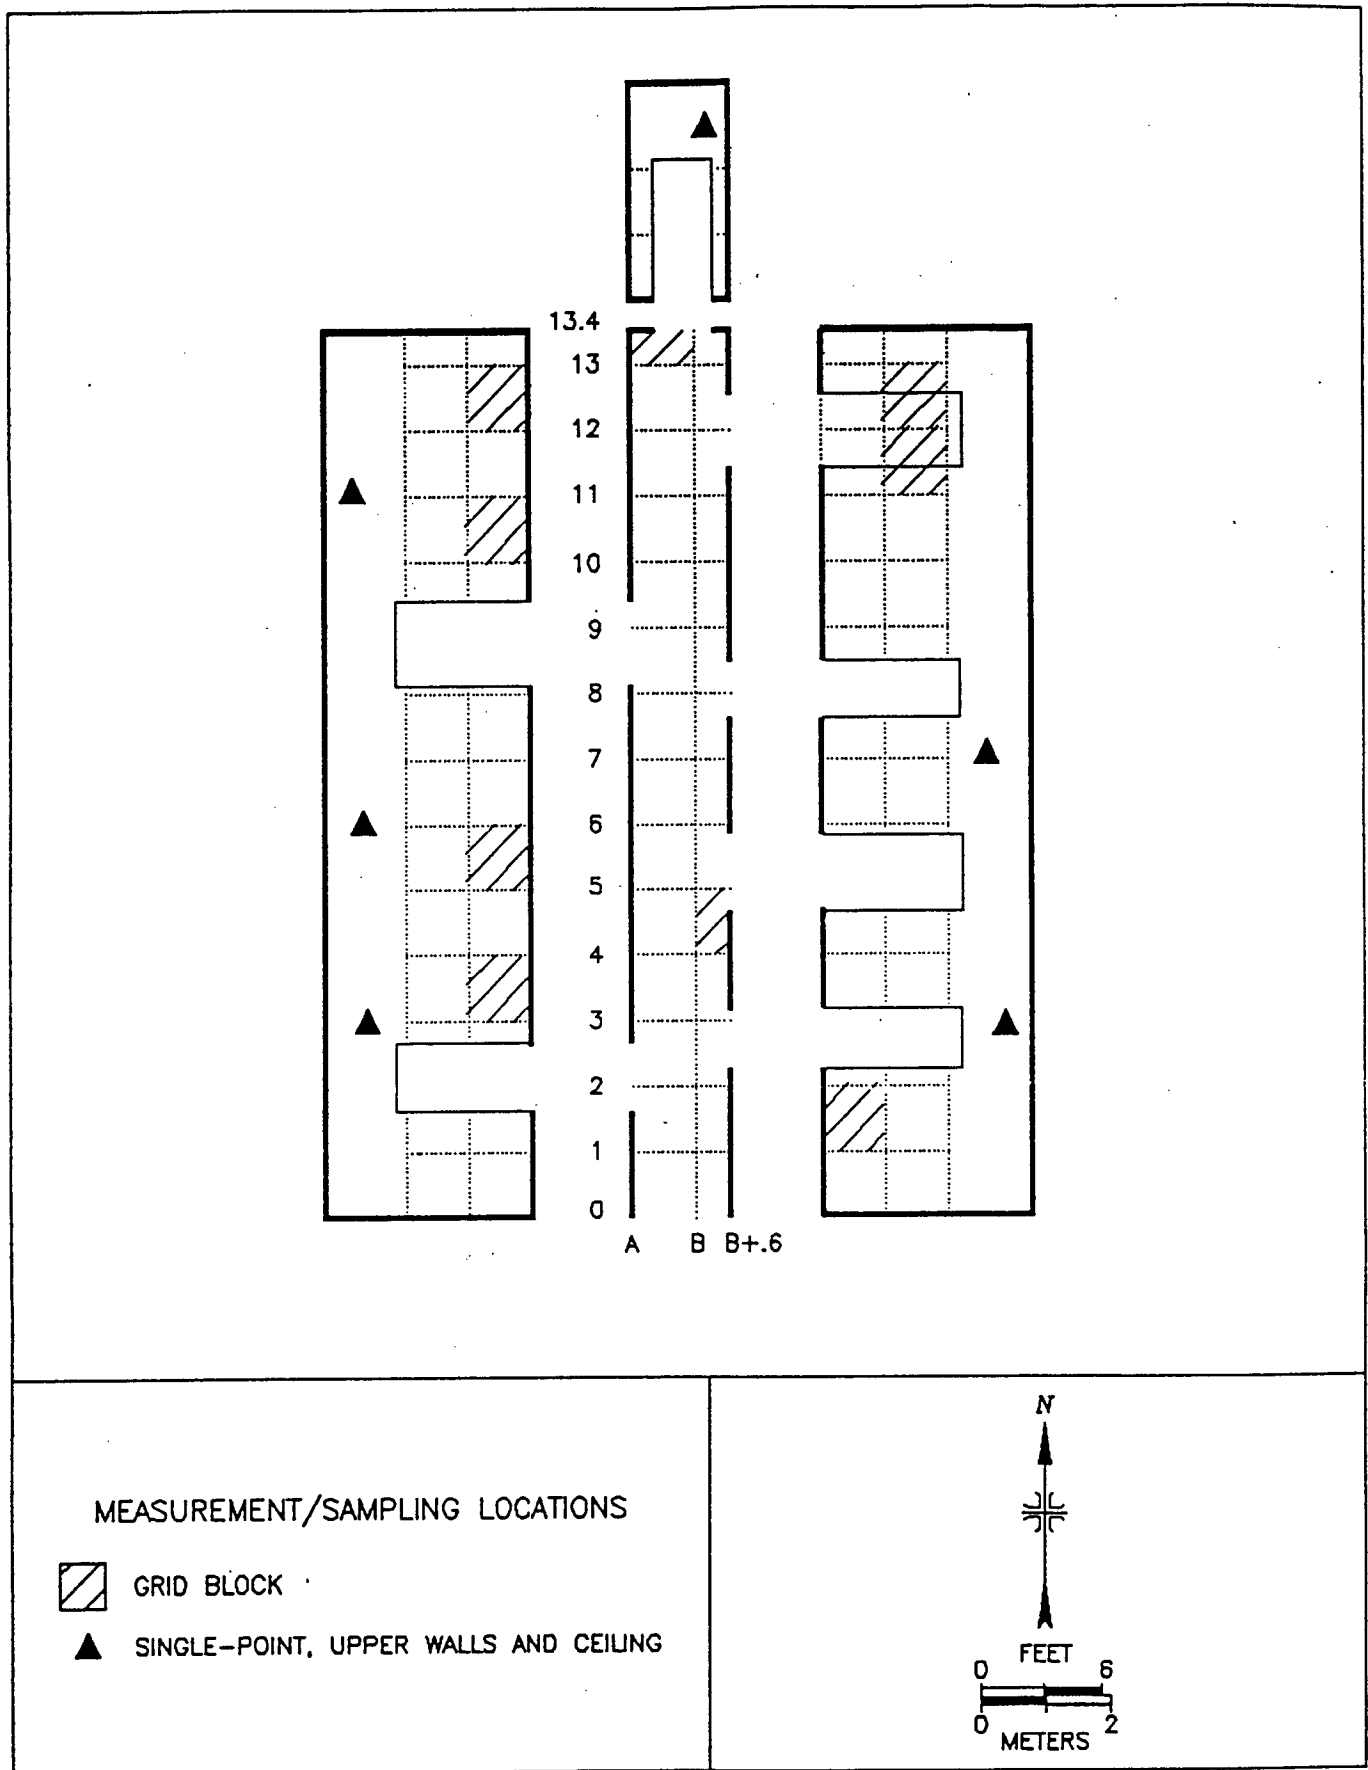 13.4
13
12
11
10
9
8
7
6
5
4
3
2
1
0
A B B+.6
MEASUREMENT/SAMPLING LOCATIONS
GRID BLOCK
SINGLE-POINT, UPPER WALLS AND CEILING
N
FEET
0 6
0 2
METERS